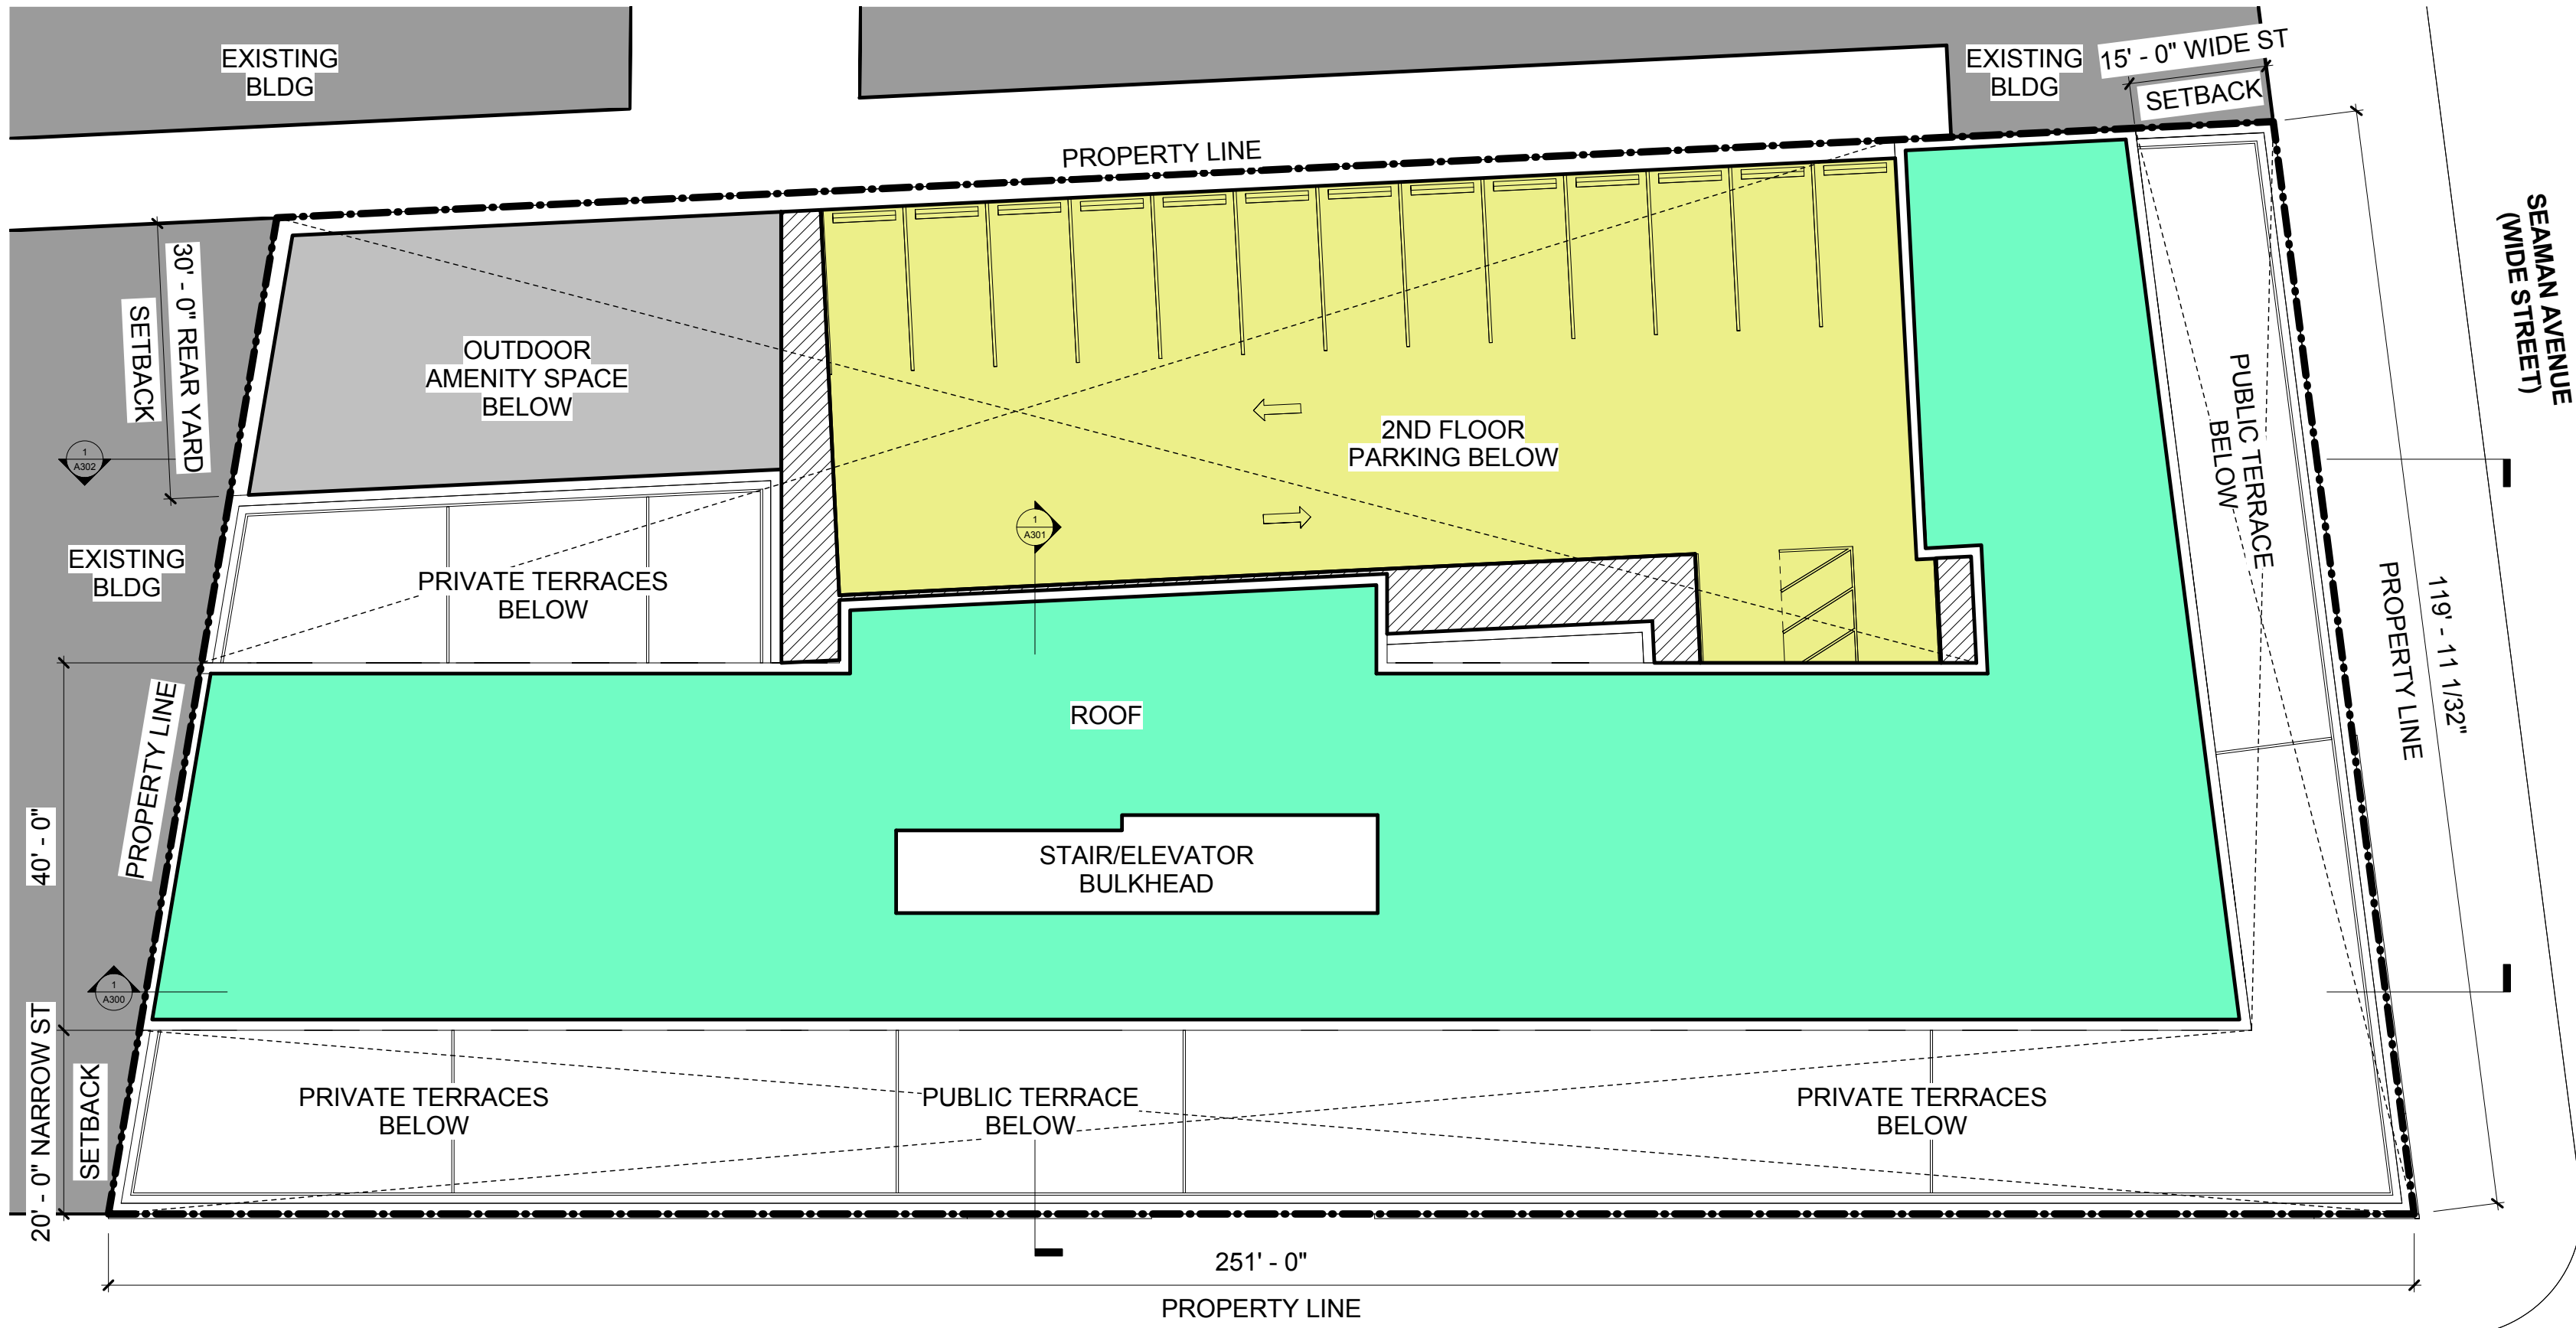 EXISTING
BLDG
EXISTING
BLDG
15' - 0" WIDE ST
SETBACK
PROPERTY LINE
SEAMAN AVENUE
(WIDE STREET)
30' - 0" REAR YARD
SETBACK
OUTDOOR
AMENITY SPACE
BELOW
2ND FLOOR
PARKING BELOW
PUBLIC TERRACE
BELOW
1
A302
1
A301
EXISTING
BLDG
PRIVATE TERRACES
BELOW
119' - 11 1/32"
PROPERTY LINE
PROPERTY LINE
ROOF
40' - 0"
STAIR/ELEVATOR
BULKHEAD
1
A300
20' - 0" NARROW ST
SETBACK
PRIVATE TERRACES
BELOW
PUBLIC TERRACE
BELOW
PRIVATE TERRACES
BELOW
251' - 0"
PROPERTY LINE